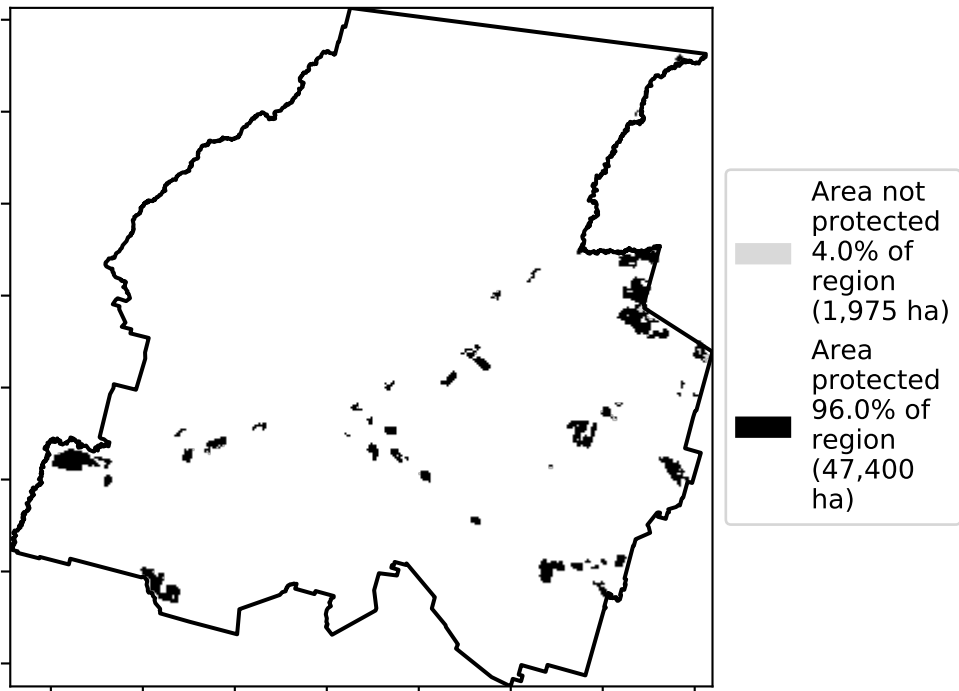 Area not
protected
4.0% of
region
(1,975 ha)
Area
protected
96.0% of
region
(47,400
ha)